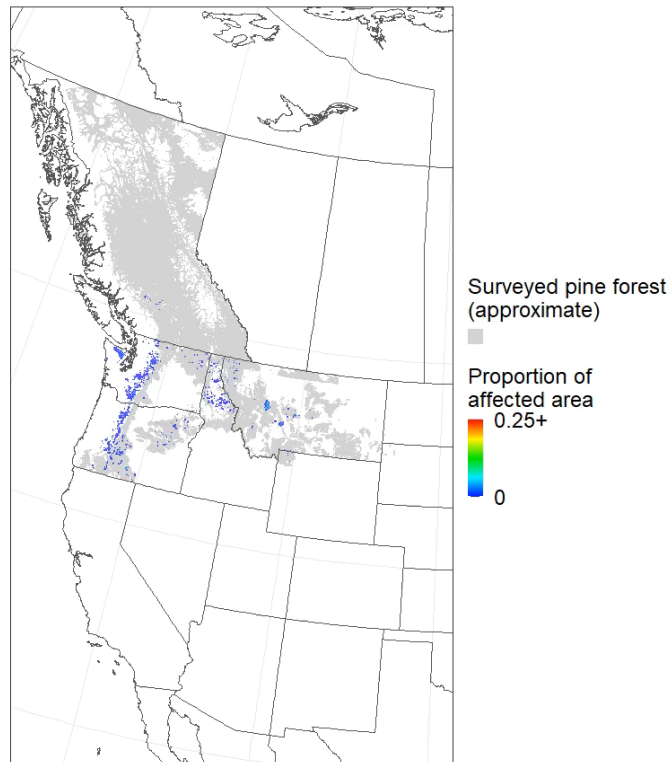 Surveyed pine forest
(approximate)
Proportion of
affected area
0.25+
0